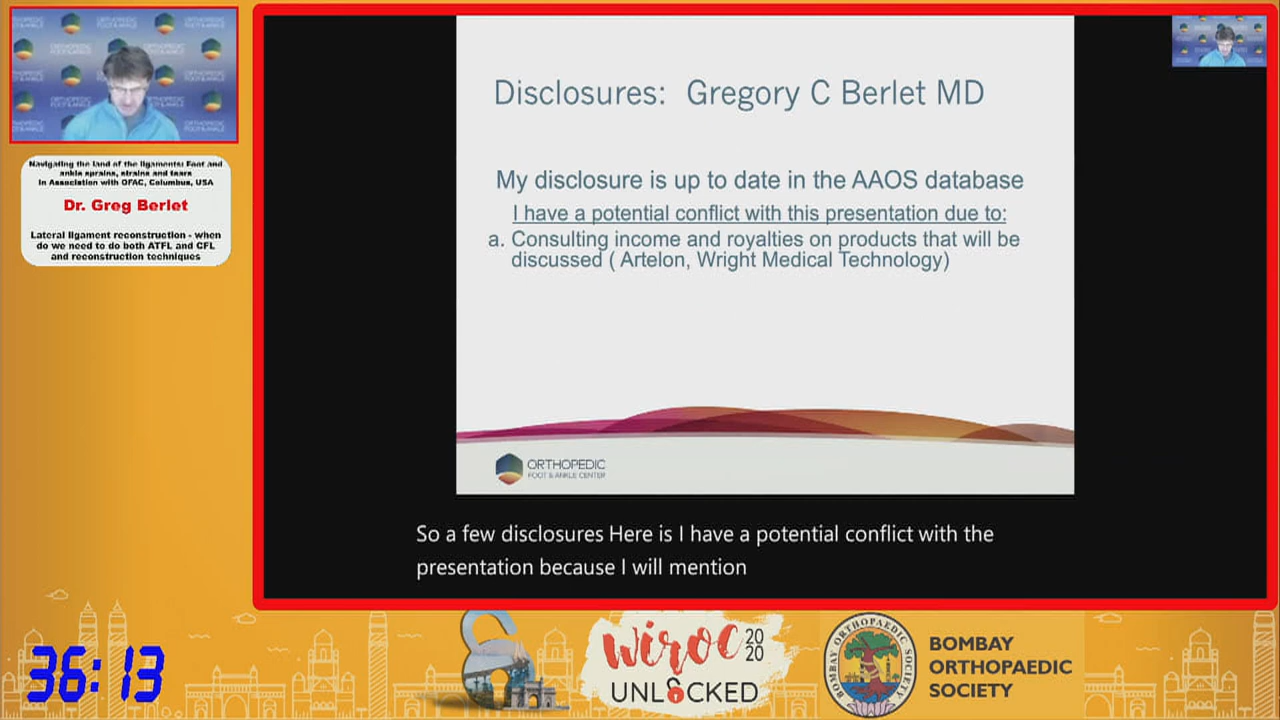 Navigating the land of the ligaments: Foot and
ankle sprains, strains and tears
In Association with OFAC, Columbus, USA
Dr. Greg Berlet
Lateral ligament reconstruction - when
do we need to do both ATFL and CFL
and reconstruction techniques
Disclosures: Gregory C Berlet MD
My disclosure is up to date in the AAOS database
I have a potential conflict with this presentation due to:
a. Consulting income and royalties on products that will be
discussed ( Artelon, Wright Medical Technology)
ORTHOPEDIC
FOOT & ANKLE CENTER
So a few disclosures Here is I have a potential conflict with the
presentation because I will mention
36:13
WIROC 20
20
UNLOCKED
BOMBAY ORTHOPAEDIC SOCIETY
BOMBAY
ORTHOPAEDIC
SOCIETY